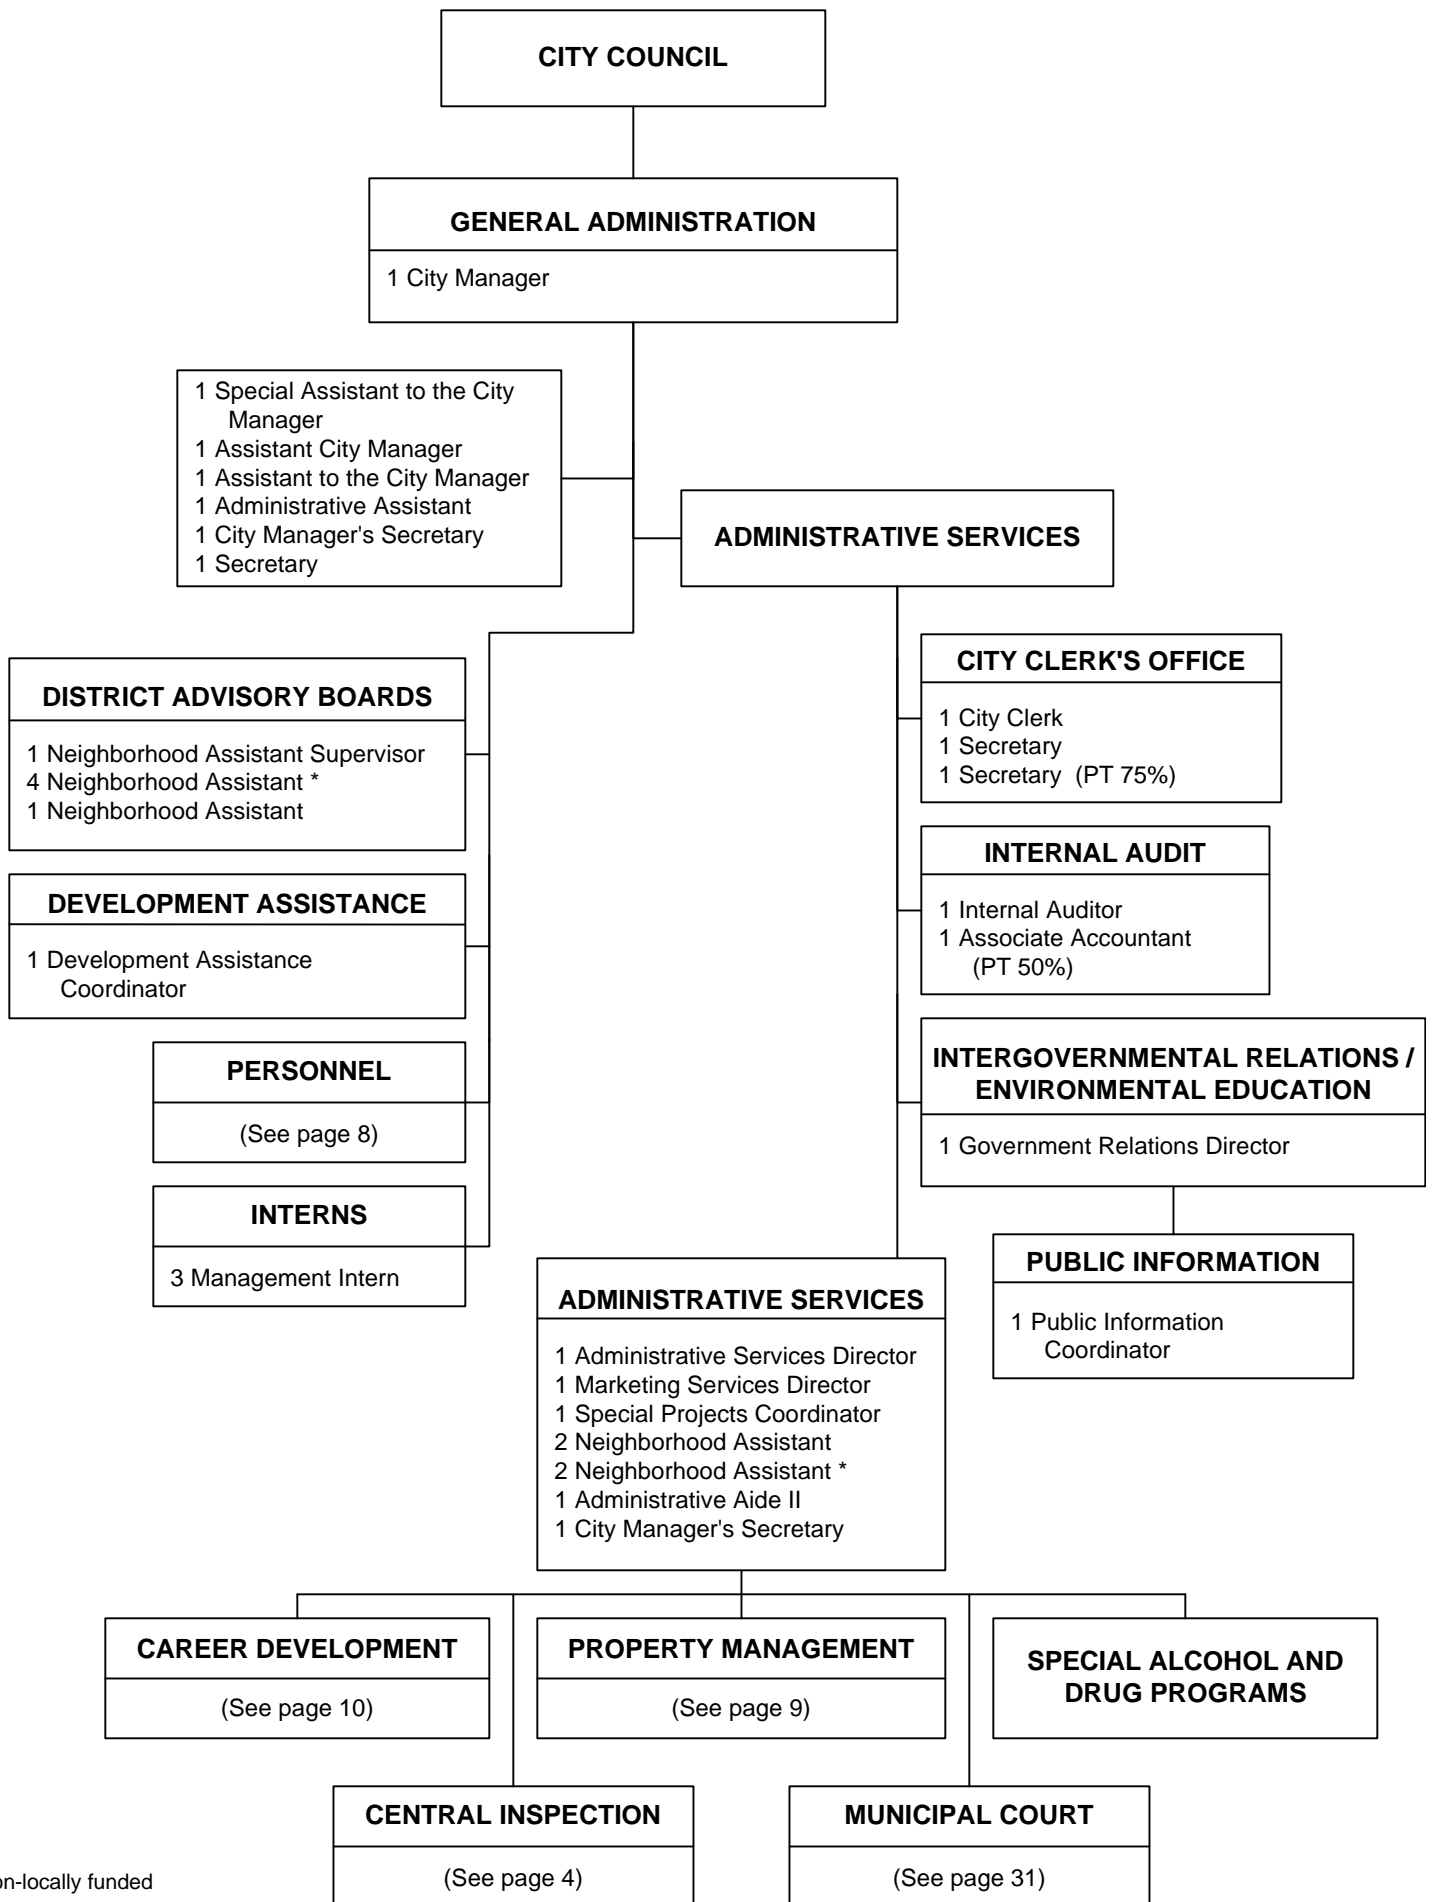 CITY COUNCIL
GENERAL ADMINISTRATION
1 City Manager
1 Special Assistant to the City
Manager
1 Assistant City Manager
1 Assistant to the City Manager
1 Administrative Assistant
1 City Manager's Secretary
1 Secretary
ADMINISTRATIVE SERVICES
DISTRICT ADVISORY BOARDS
1 Neighborhood Assistant Supervisor
4 Neighborhood Assistant *
1 Neighborhood Assistant
DEVELOPMENT ASSISTANCE
1 Development Assistance
Coordinator
PERSONNEL
(See page 8)
INTERNS
3 Management Intern
CITY CLERK'S OFFICE
1 City Clerk
1 Secretary
1 Secretary (PT 75%)
INTERNAL AUDIT
1 Internal Auditor
1 Associate Accountant
(PT 50%)
INTERGOVERNMENTAL RELATIONS /
ENVIRONMENTAL EDUCATION
1 Government Relations Director
PUBLIC INFORMATION
1 Public Information
Coordinator
ADMINISTRATIVE SERVICES
1 Administrative Services Director
1 Marketing Services Director
1 Special Projects Coordinator
2 Neighborhood Assistant
2 Neighborhood Assistant *
1 Administrative Aide II
1 City Manager's Secretary
CAREER DEVELOPMENT
(See page 10)
PROPERTY MANAGEMENT
(See page 9)
SPECIAL ALCOHOL AND
DRUG PROGRAMS
CENTRAL INSPECTION
(See page 4)
MUNICIPAL COURT
(See page 31)
on-locally funded